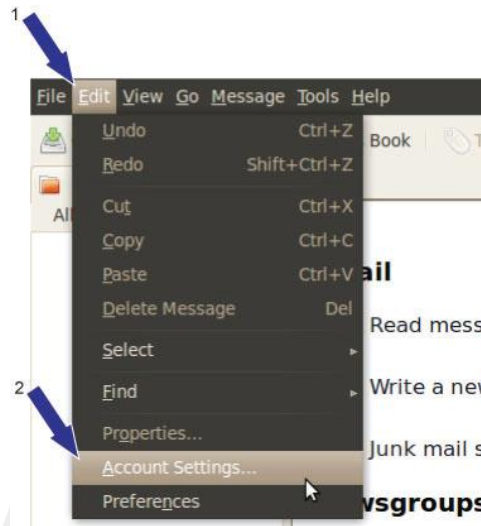 1
File Edit View Go Message Tools Help
Undo Ctrl+Z
Book
Redo Shift+Ctrl+Z
All
Cut Ctrl+X
Copy Ctrl+C
Paste Ctrl+V
ail
Delete Message Del
Read mess
Select
2
Find
Write a ne
Properties...
Junk mail s
Account Settings...
Preferences
wsgroups